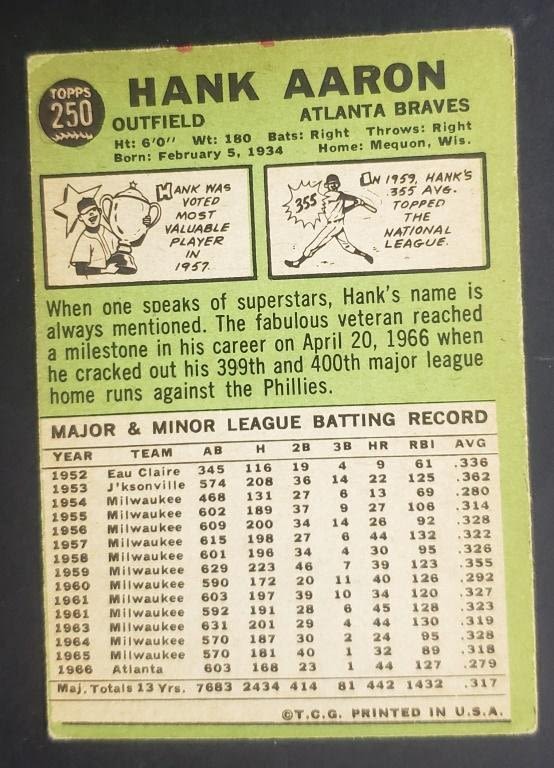 TOPPS
250
HANK AARON
OUTFIELD ATLANTA BRAVES
Ht: 6'0" Wt: 180 Bats: Right Throws: Right
Born: February 5, 1934 Home: Mequon, Wis.
HANK WAS
VOTED
MOST
VALUABLE
PLAYER
IN
1957.
355
IN 1959, HANK'S
.355 AVG.
TOPPED
THE
NATIONAL
LEAGUE.
When one speaks of superstars, Hank's name is
always mentioned. The fabulous veteran reached
a milestone in his career on April 20, 1966 when
he cracked out his 399th and 400th major league
home runs against the Phillies.
MAJOR & MINOR LEAGUE BATTING RECORD
YEAR TEAM AB H 2B 3B HR RBI AVG
1952 Eau Claire 345 116 19 4 9 61 .336
1953 J'ksonville 574 208 36 14 22 125 .362
1954 Milwaukee 468 131 27 6 13 69 .280
1955 Milwaukee 602 189 37 9 27 106 .314
1956 Milwaukee 609 200 34 14 26 92 .328
1957 Milwaukee 615 198 27 6 44 132 .322
1958 Milwaukee 601 196 34 4 30 95 .326
1959 Milwaukee 629 223 46 7 39 123 .355
1960 Milwaukee 590 172 20 11 40 126 .292
1961 Milwaukee 603 197 39 10 34 120 .327
1961 Milwaukee 592 191 28 6 45 128 .323
1963 Milwaukee 631 201 29 4 44 130 .319
1964 Milwaukee 570 187 30 2 24 95 .328
1965 Milwaukee 570 181 40 1 32 89 .318
1966 Atlanta 603 168 23 1 44 127 .279
Maj. Totals 13 Yrs. 7683 2434 414 81 442 1432 .317
©T.C.G. PRINTED IN U.S.A.